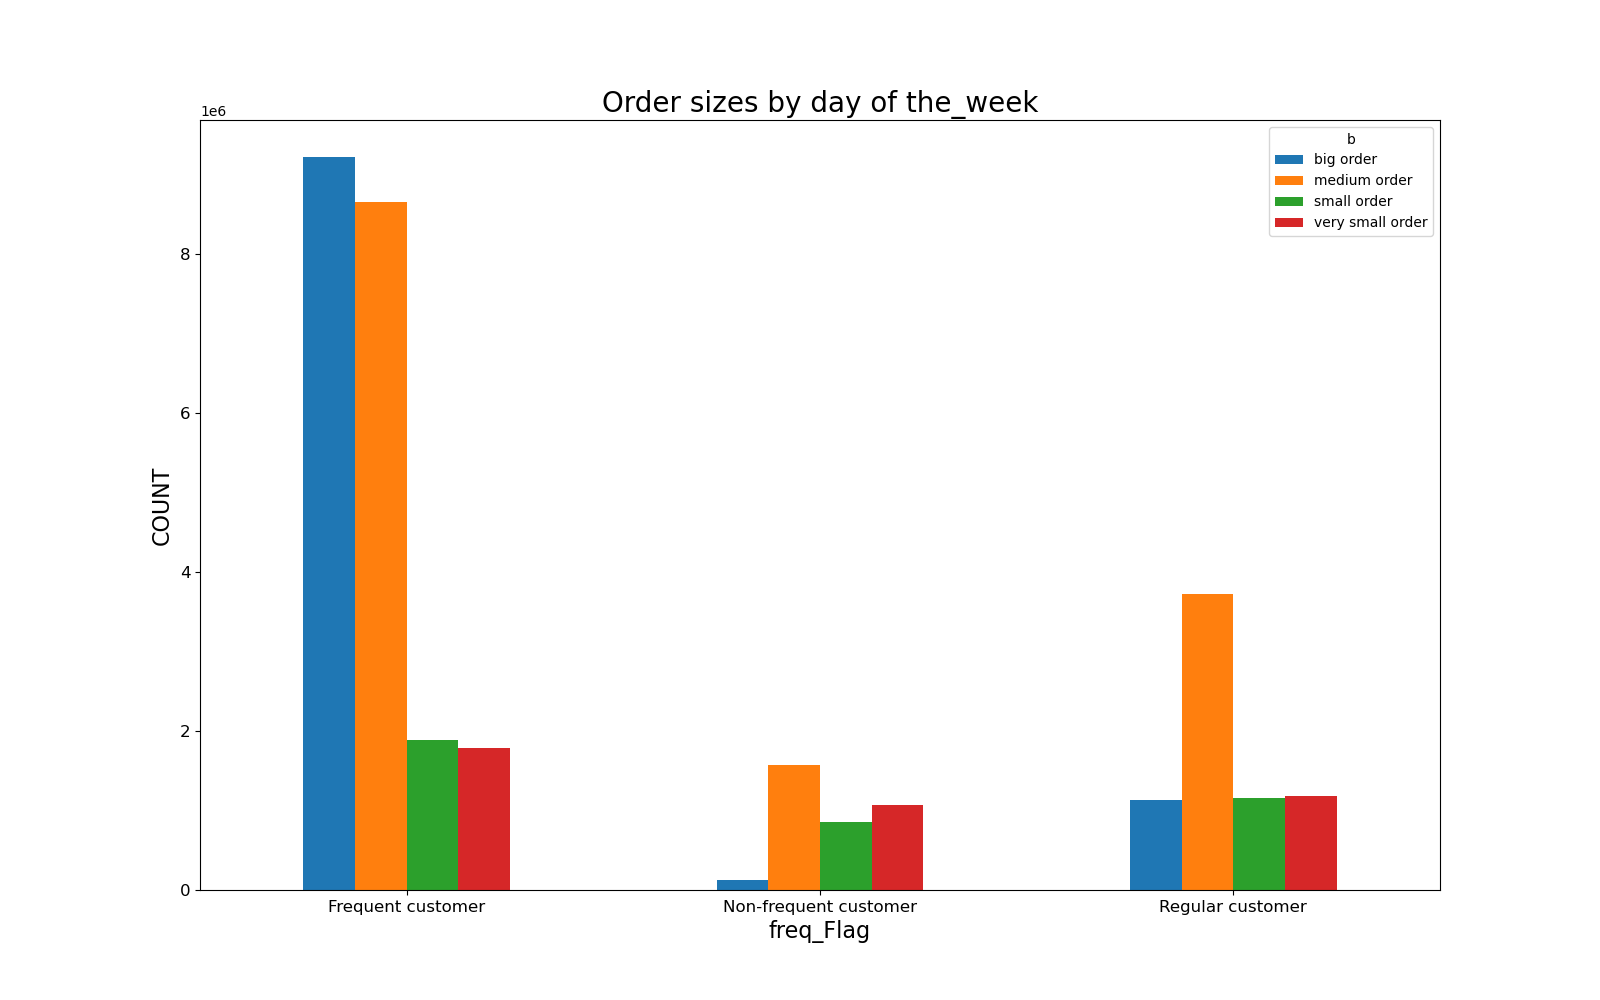 Order sizes by day of the_week
1e6
b
big order
medium order
small order
very small order
8
6
4
2
0
COUNT
Frequent customer
Non-frequent customer
Regular customer
freq_Flag